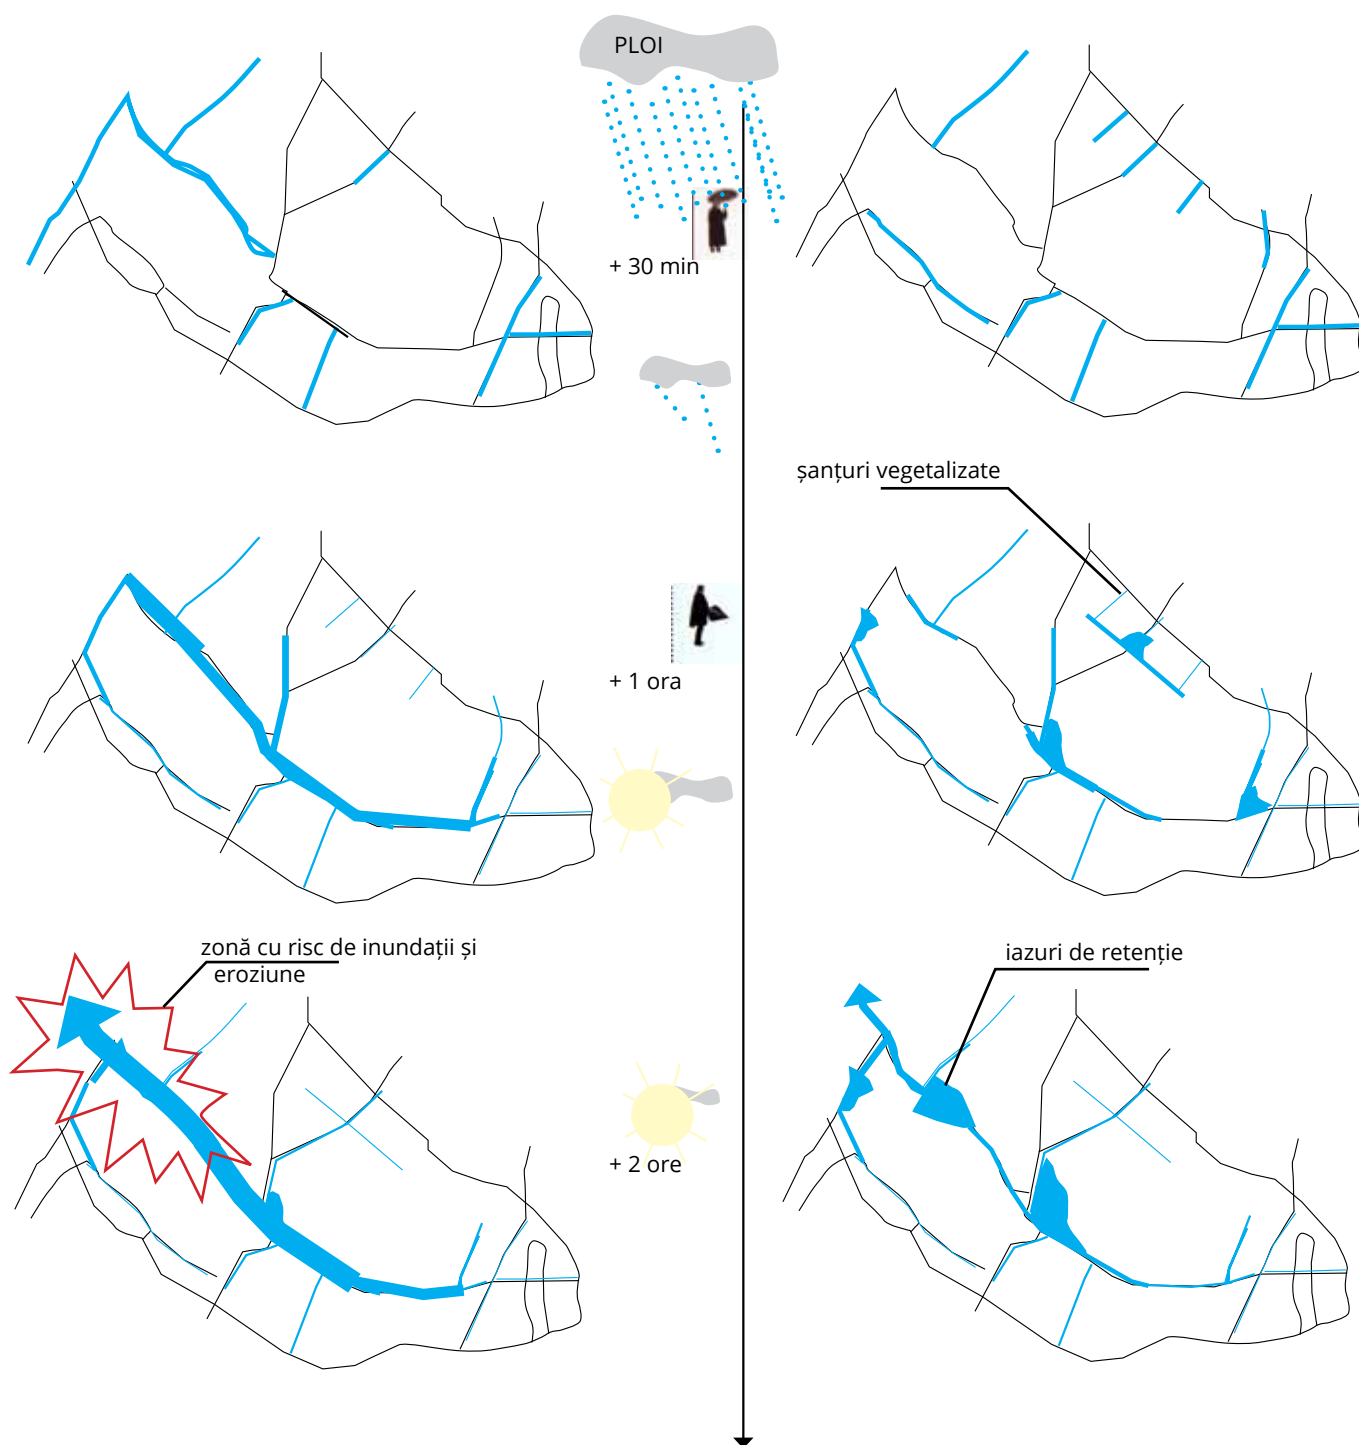 PLOI
+ 30 min
șanțuri vegetalizate
+ 1 ora
zonă cu risc de inundații și
eroziune
iazuri de retenție
+ 2 ore